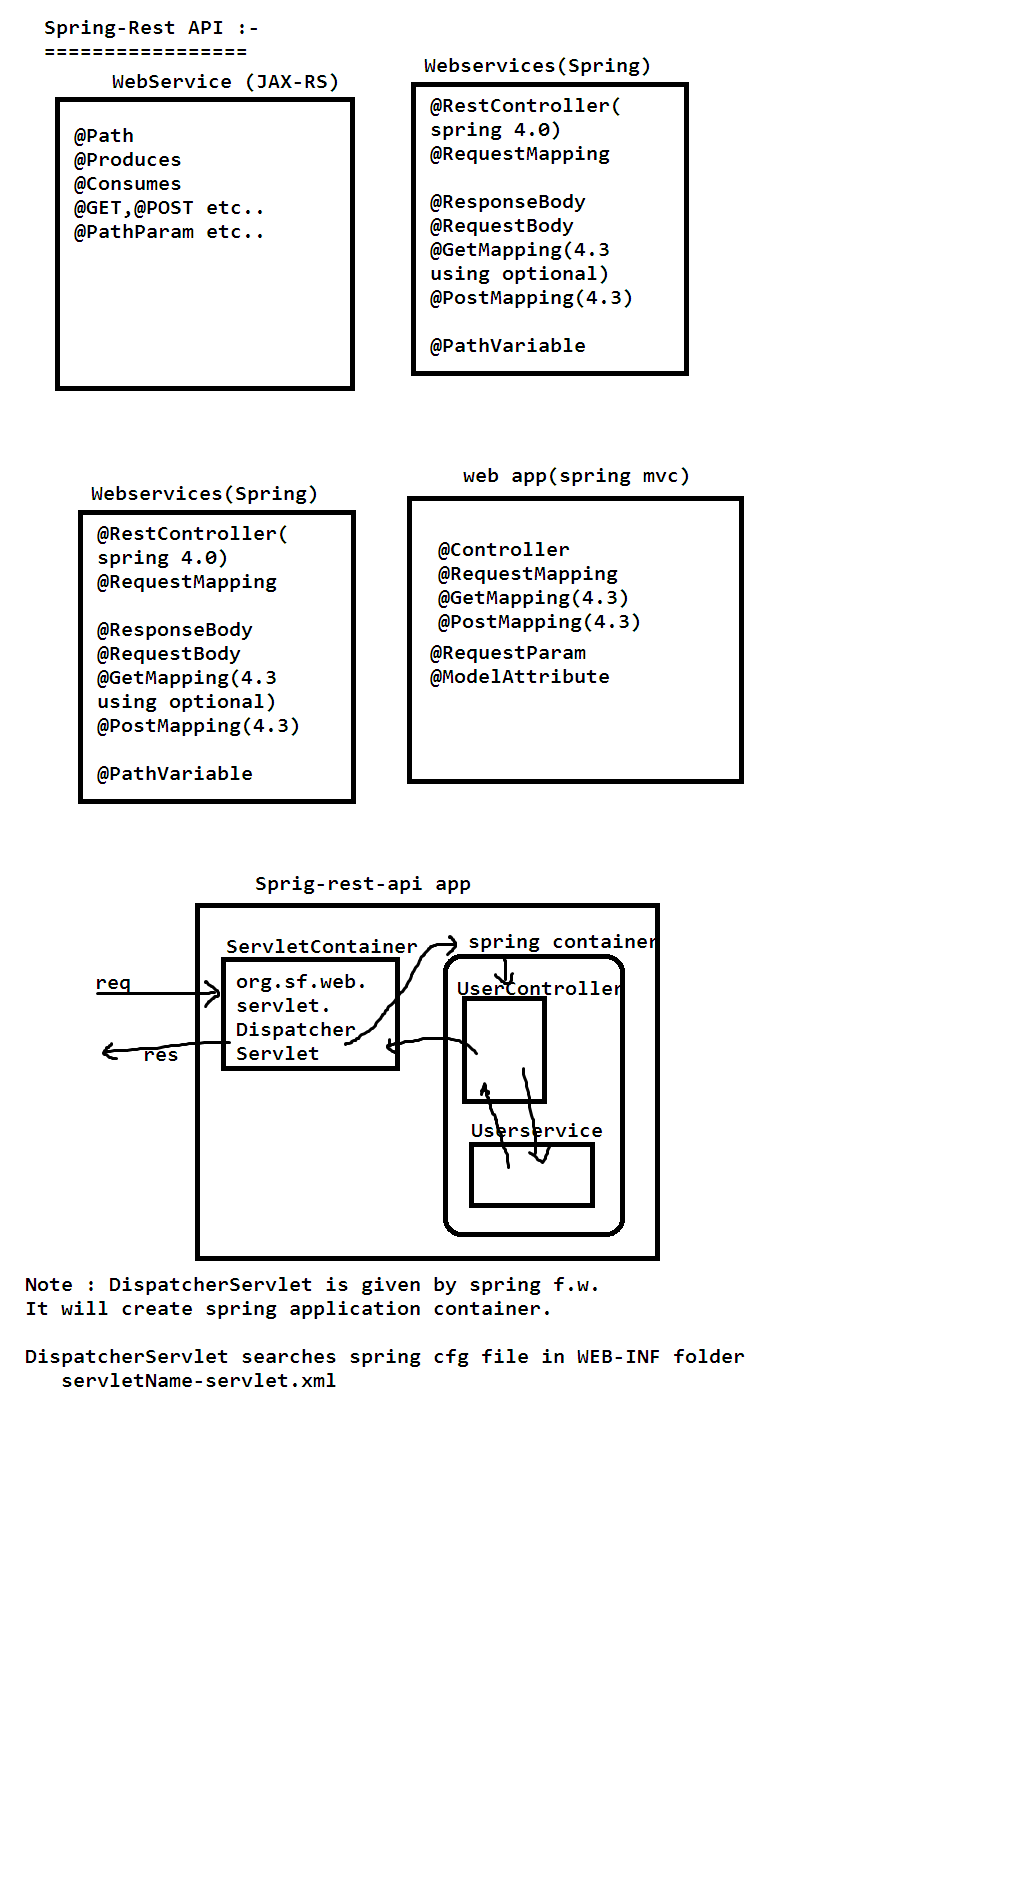 Spring-Rest API :-
=================
WebService (JAX-RS)
@Path
@Produces
@Consumes
@GET,@POST etc..
@PathParam etc..
Webservices(Spring)
@RestController(
spring 4.0)
@RequestMapping
@ResponseBody
@RequestBody
@GetMapping(4.3
using optional)
@PostMapping(4.3)
@PathVariable
Webservices(Spring)
@RestController(
spring 4.0)
@RequestMapping
@ResponseBody
@RequestBody
@GetMapping(4.3
using optional)
@PostMapping(4.3)
@PathVariable
web app(spring mvc)
@Controller
@RequestMapping
@GetMapping(4.3)
@PostMapping(4.3)
@RequestParam
@ModelAttribute
Sprig-rest-api app
req
res
ServletContainer
org.sf.web.
servlet.
Dispatcher
Servlet
spring container
UserController
Userservice
Note : DispatcherServlet is given by spring f.w.
It will create spring application container.
DispatcherServlet searches spring cfg file in WEB-INF folder
servletName-servlet.xml